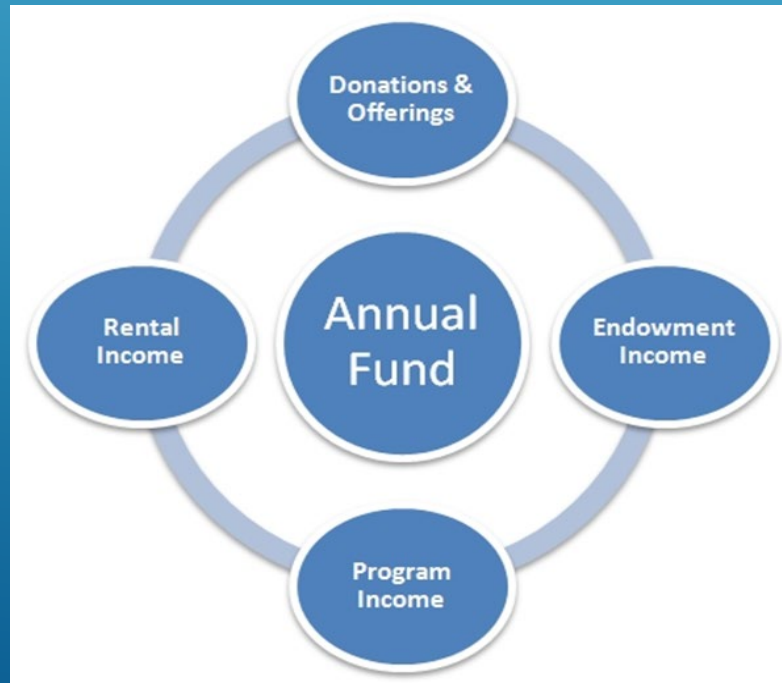 Donations &
Offerings
Rental
Income
Annual
Fund
Endowment
Income
Program
Income